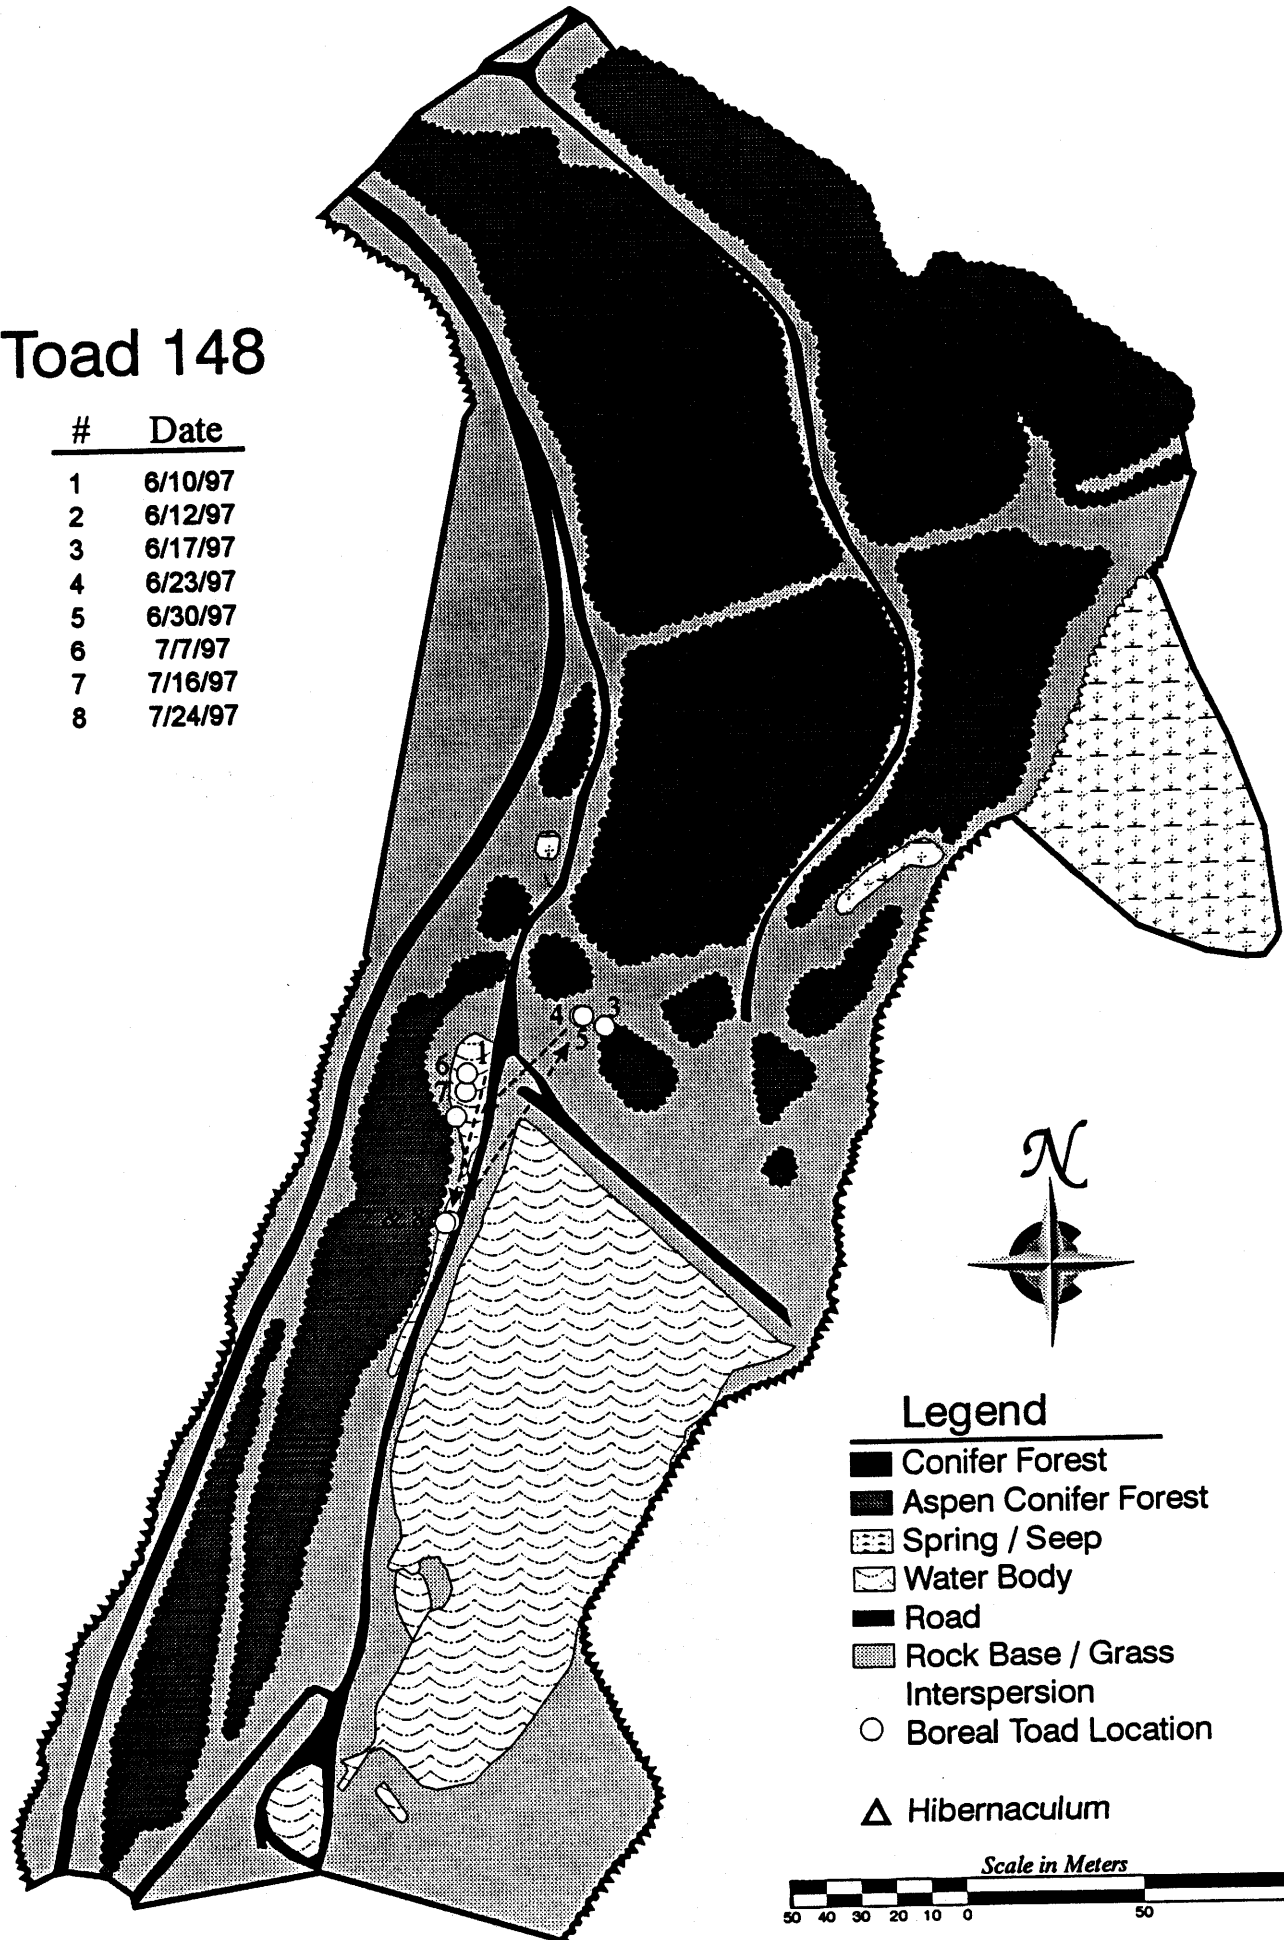 Toad 148
# Date
1 6/10/97
2 6/12/97
3 6/17/97
4 6/23/97
5 6/30/97
6 7/7/97
7 7/16/97
8 7/24/97
4 3
5
1
6
7
& 8
N
Legend
Conifer Forest
Aspen Conifer Forest
Spring / Seep
Water Body
Road
Rock Base / Grass
Interspersion
Boreal Toad Location
Hibernaculum
Scale in Meters
50 40 30 20 10 0 50